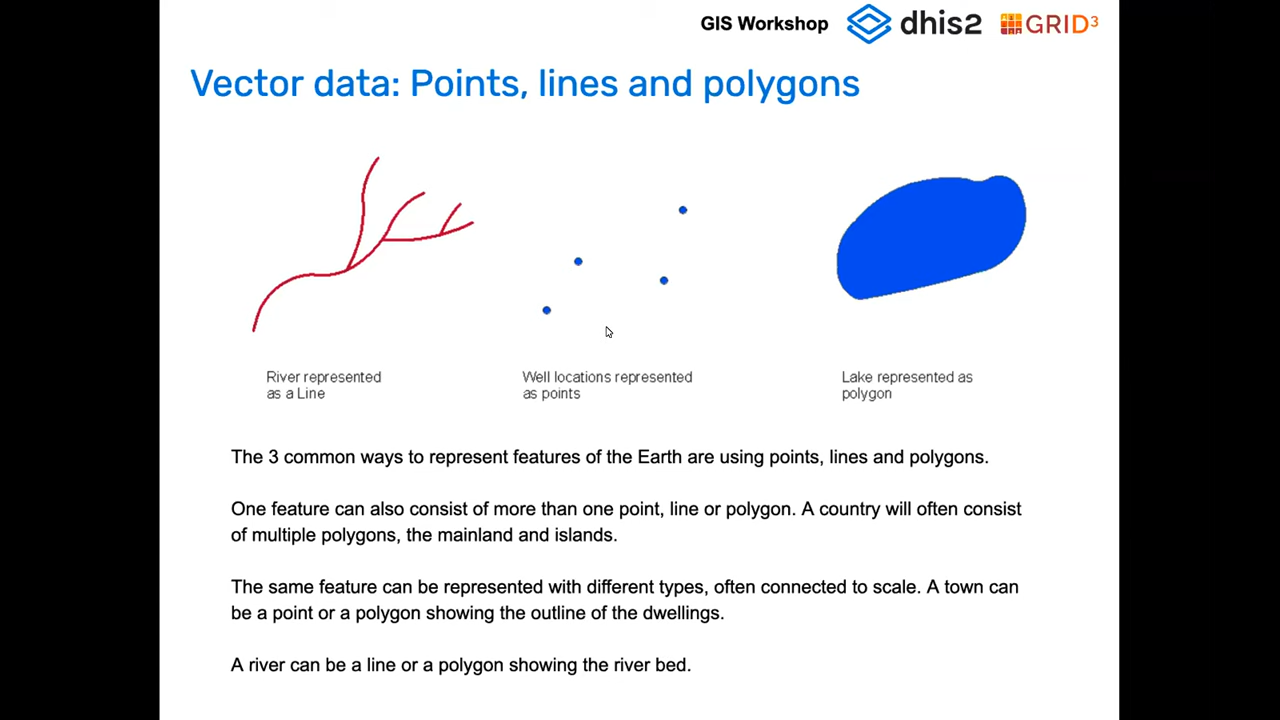 GIS Workshop dhis2 GRID3
Vector data: Points, lines and polygons
River represented
as a Line
Well locations represented
as points
Lake represented as
polygon
The 3 common ways to represent features of the Earth are using points, lines and polygons.
One feature can also consist of more than one point, line or polygon. A country will often consist
of multiple polygons, the mainland and islands.
The same feature can be represented with different types, often connected to scale. A town can
be a point or a polygon showing the outline of the dwellings.
A river can be a line or a polygon showing the river bed.